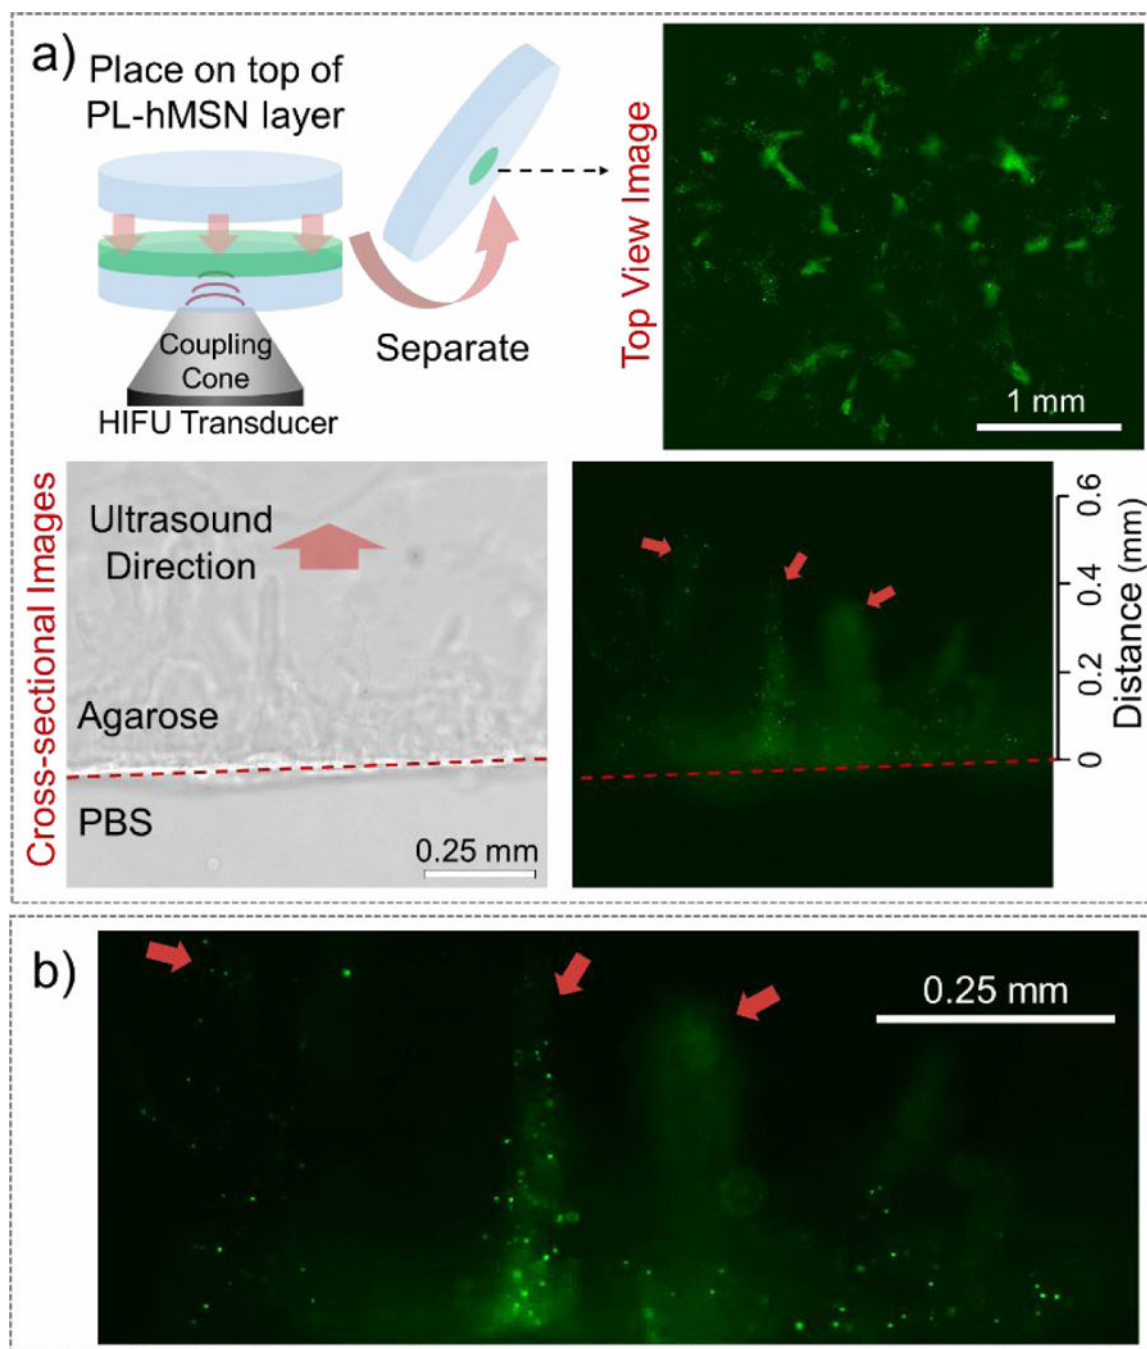 a)
Place on top of
PL-hMSN layer
Coupling
Cone
HIFU Transducer
Separate
Top View Image
1 mm
Cross-sectional Images
Ultrasound
Direction
Agarose
PBS
0.25 mm
0.6
0.4
0.2
0
Distance (mm)
b)
0.25 mm